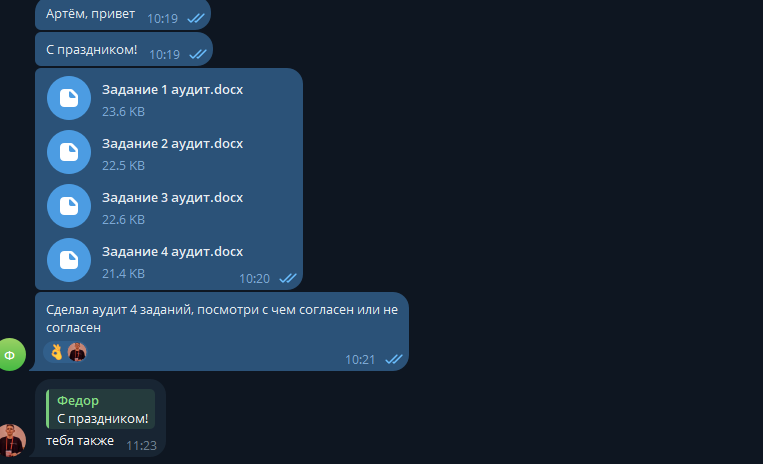 Артём, привет
10:19
С праздником!
10:19
Задание 1 аудит.docx
23.6 KB
Задание 2 аудит.docx
22.5 KB
Задание 3 аудит.docx
22.6 KB
Задание 4 аудит.docx
21.4 KB
10:20
Сделал аудит 4 заданий, посмотри с чем согласен или не
согласен
10:21
Ф
Федор
С праздником!
тебя также
11:23